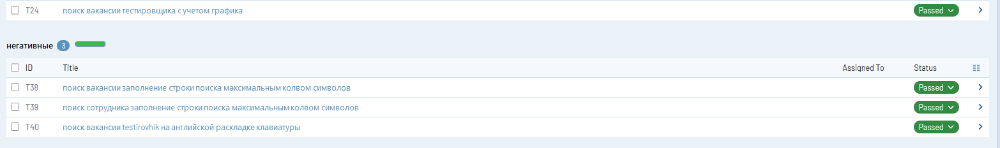 T24 поиск вакансии тестировщика с учетом графика Passed
негативные 3
ID Title Assigned To Status
T38 поиск вакансии заполнение строки поиска максимальным колвом символов Passed
T39 поиск сотрудника заполнение строки поиска максимальным колвом символов Passed
T40 поиск вакансии testirovhik на английской раскладке клавиатуры Passed